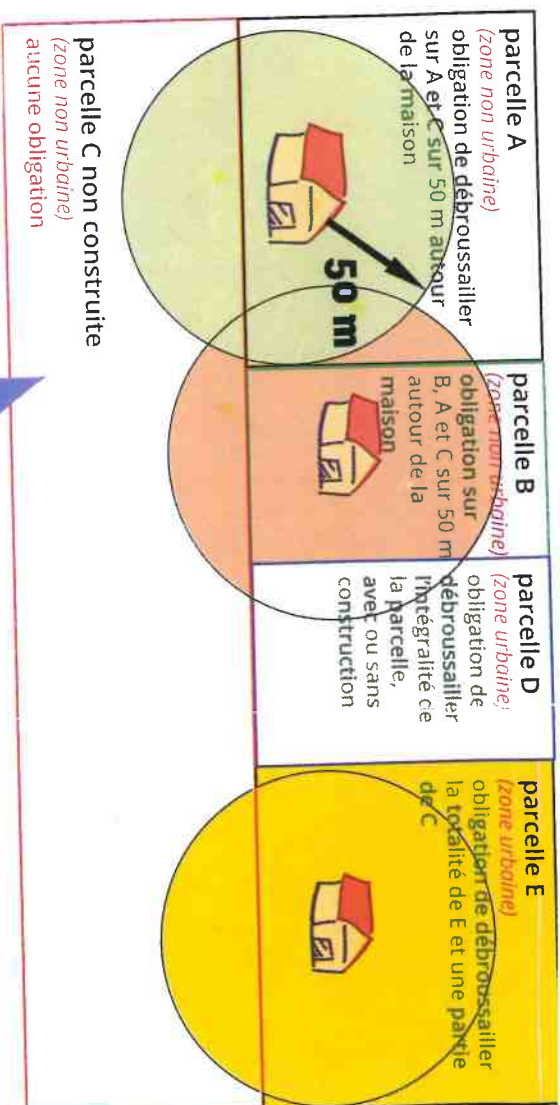 parcelle A
(zone non urbaine)
obligation de débroussailler
sur A et C sur 50 m autour
de la maison
50 m
parcelle B
(zone non urbaine)
obligation sur
B, A et C sur 50 m
autour de la
maison
parcelle D
(zone urbaine)
obligation de
débroussailler
l'intégralité de
la parcelle,
avec ou sans
construction
parcelle E
(zone urbaine)
obligation de débroussailler
la totalité de E et une partie
de C
parcelle C non construite
(zone non urbaine)
aucune obligation